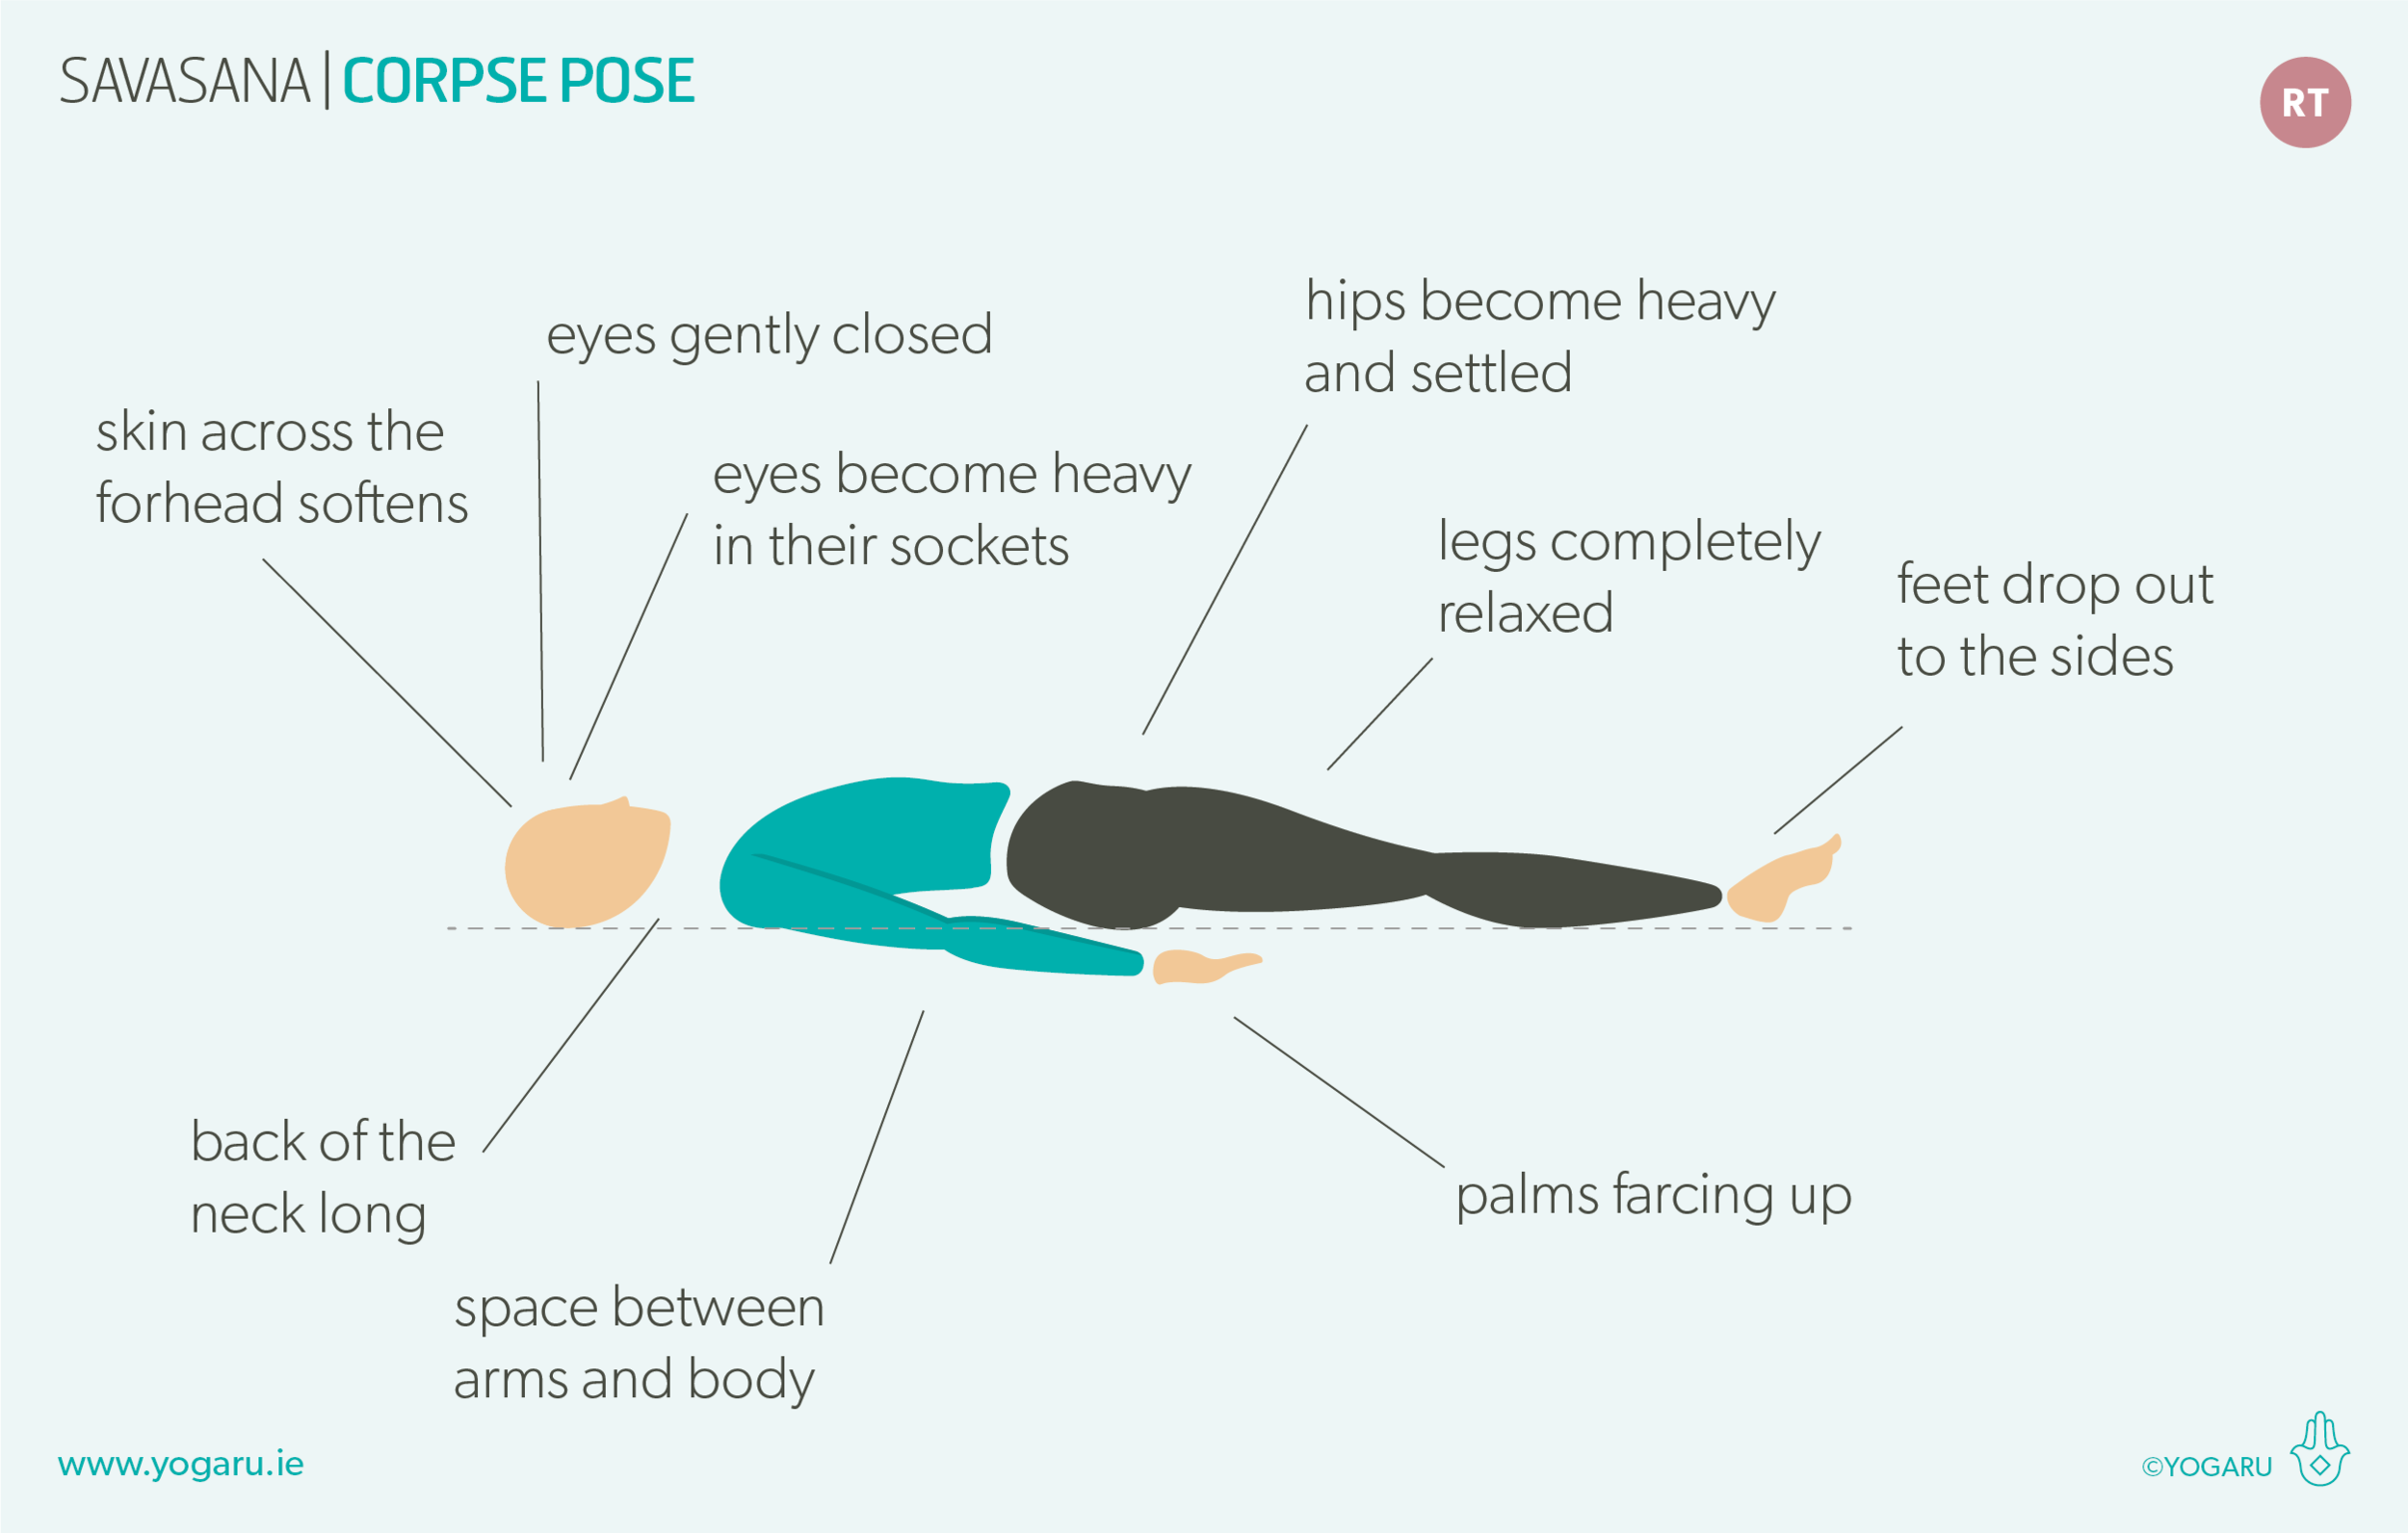 SAVASANA | CORPSE POSE
RT
eyes gently closed
skin across the
forhead softens
eyes become heavy
in their sockets
hips become heavy
and settled
legs completely
relaxed
feet drop out
to the sides
back of the
neck long
space between
arms and body
palms farcing up
www.yogaru.ie
©YOGARU